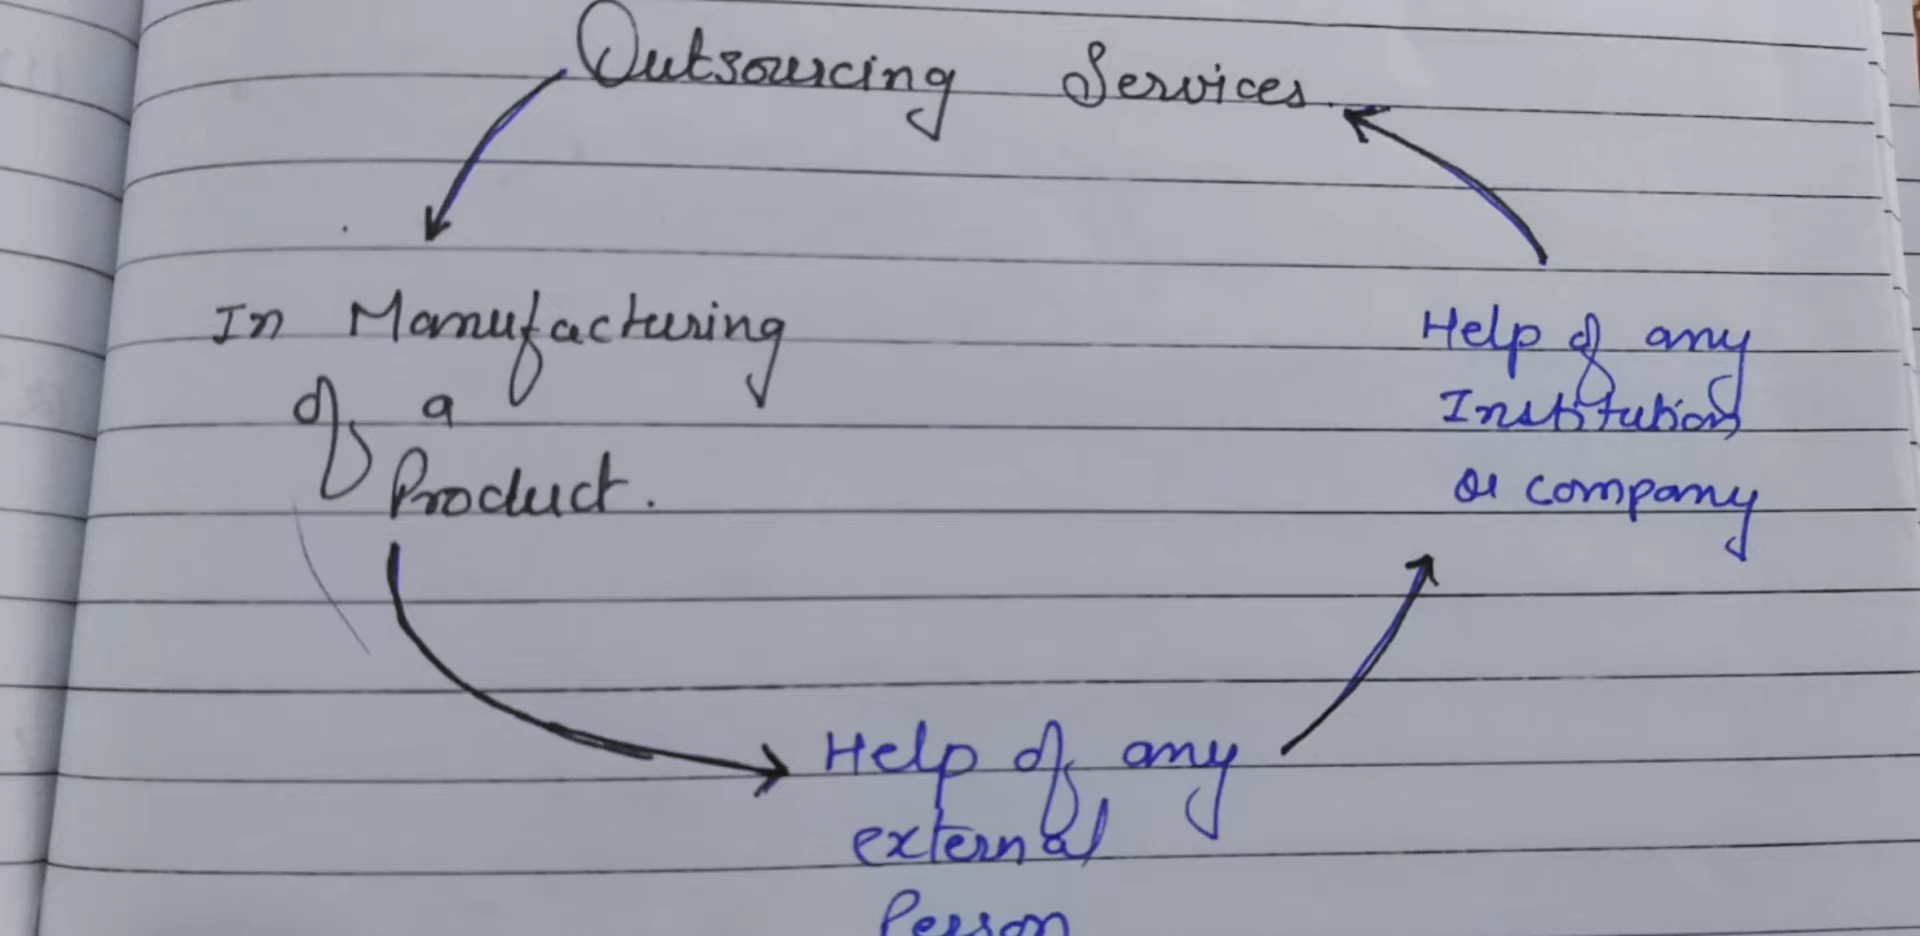 Outsourcing Services.
In Manufacturing
of a
Product.
Help of any
Institution
or company
Help of any
external
Person